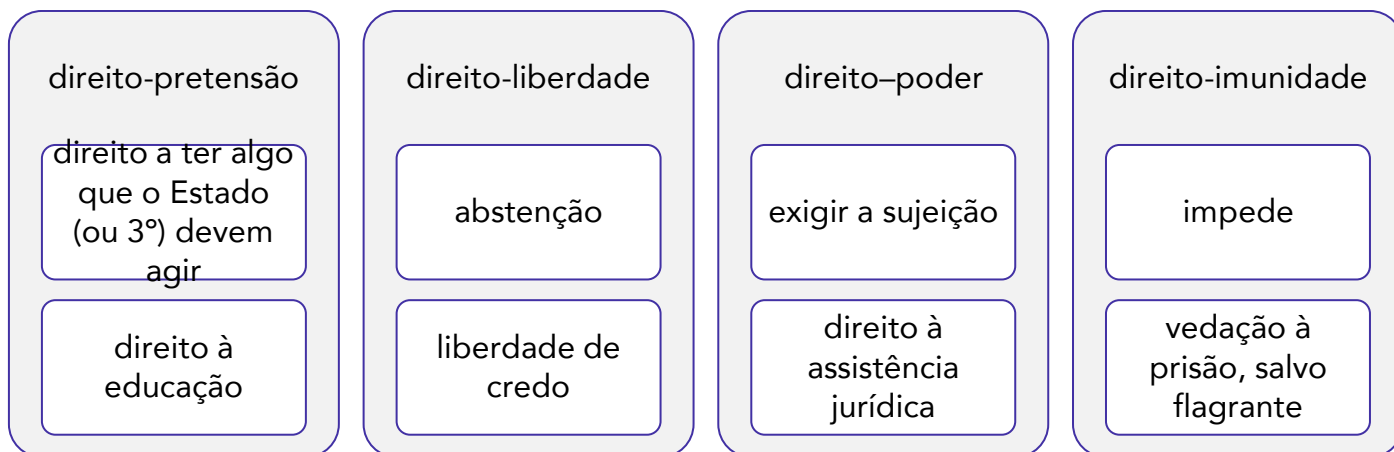 direito-pretensão
direito a ter algo
que o Estado
(ou 3º) devem
agir
direito à
educação
direito-liberdade
abstenção
liberdade de
credo
direito–poder
exigir a sujeição
direito à
assistência
jurídica
direito-imunidade
impede
vedação à
prisão, salvo
flagrante